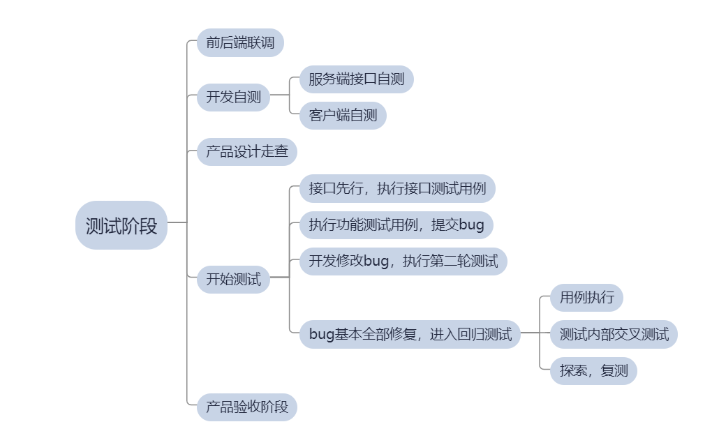 测试阶段
前后端联调
开发自测
服务端接口自测
客户端自测
产品设计走查
开始测试
接口先行，执行接口测试用例
执行功能测试用例，提交bug
开发修改bug，执行第二轮测试
bug基本全部修复，进入回归测试
用例执行
测试内部交叉测试
探索，复测
产品验收阶段